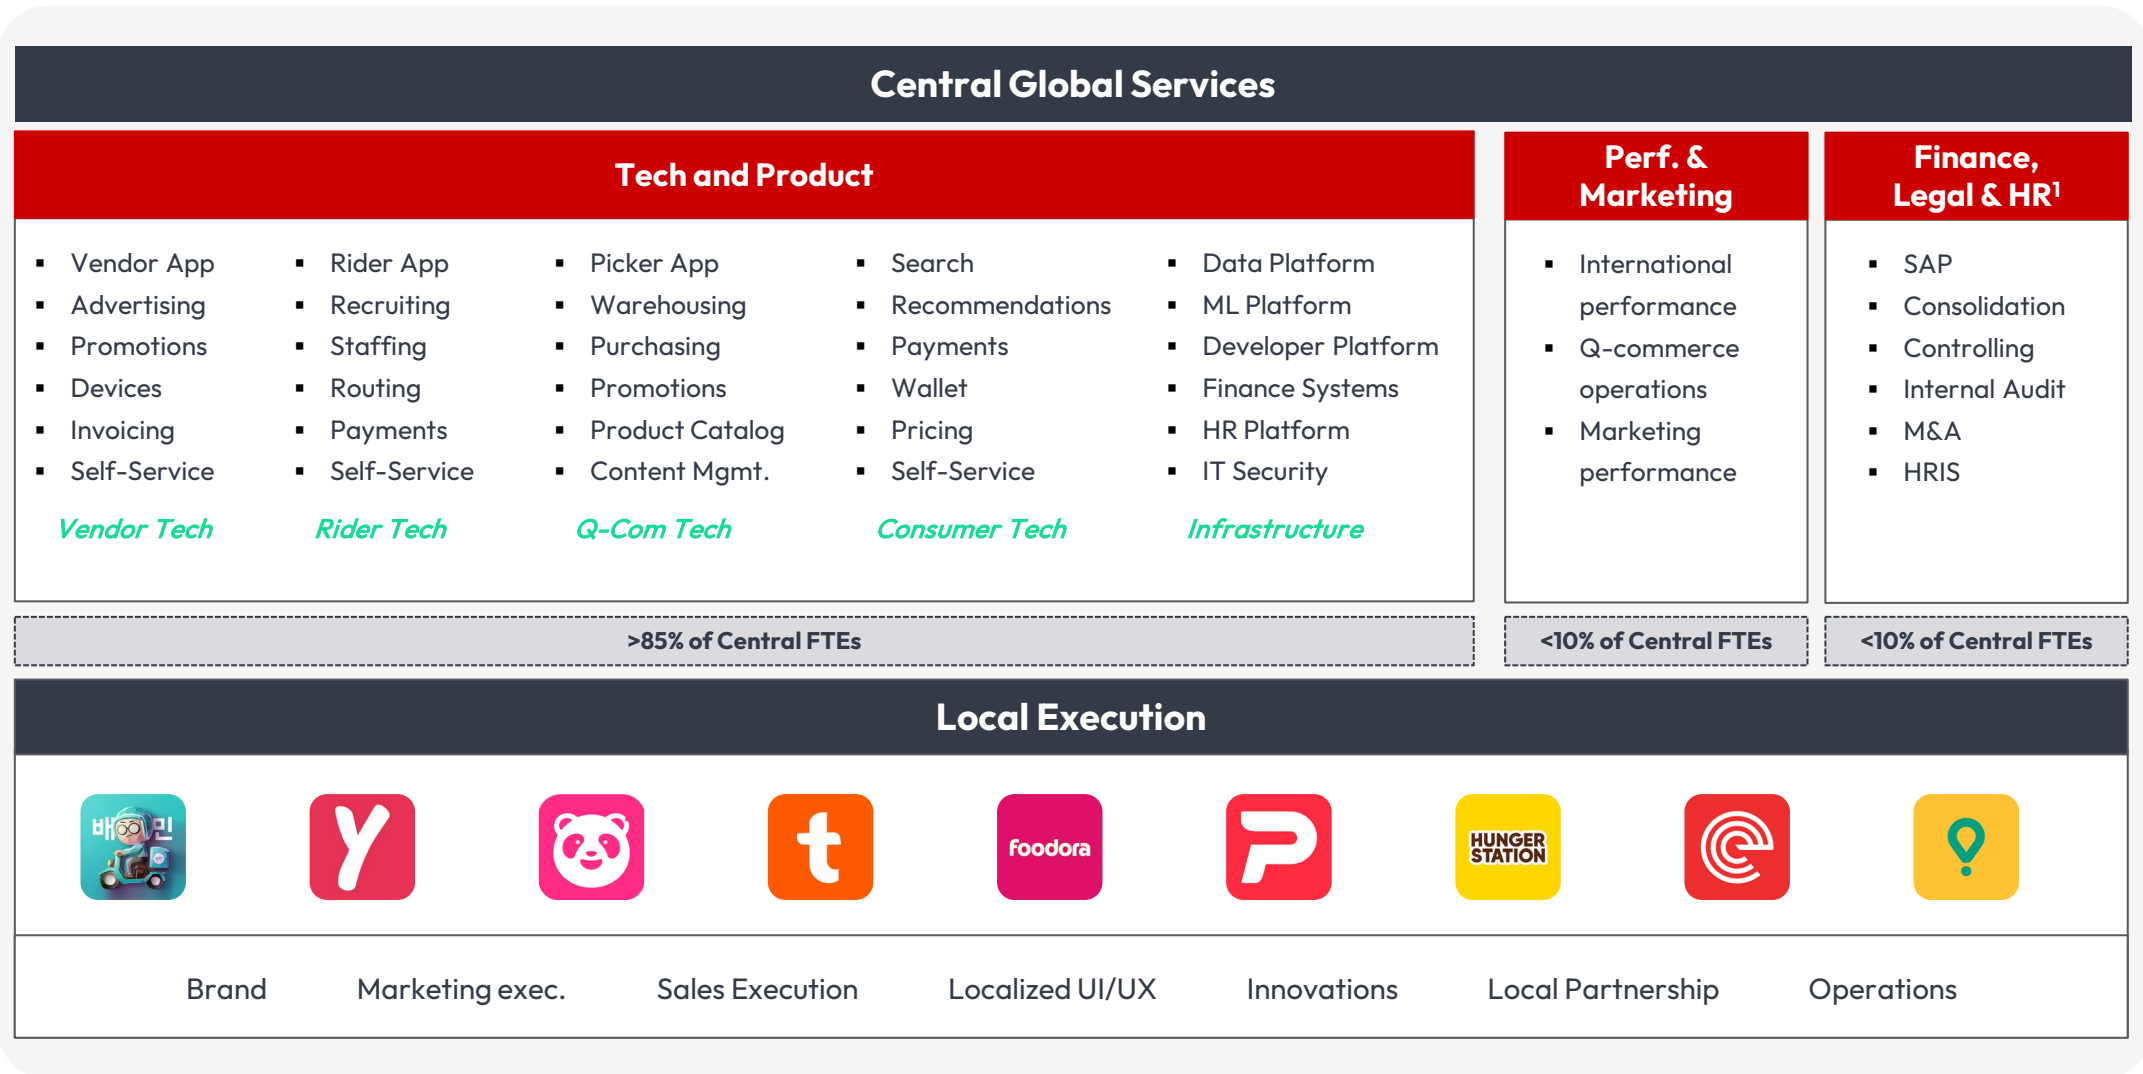 Central Global Services
Tech and Product
▪ Vendor App
▪ Advertising
▪ Promotions
▪ Devices
▪ Invoicing
▪ Self-Service
Vendor Tech
▪ Rider App
▪ Recruiting
▪ Staffing
▪ Routing
▪ Payments
▪ Self-Service
Rider Tech
▪ Picker App
▪ Warehousing
▪ Purchasing
▪ Promotions
▪ Product Catalog
▪ Content Mgmt.
Q-Com Tech
▪ Search
▪ Recommendations
▪ Payments
▪ Wallet
▪ Pricing
▪ Self-Service
Consumer Tech
▪ Data Platform
▪ ML Platform
▪ Developer Platform
▪ Finance Systems
▪ HR Platform
▪ IT Security
Infrastructure
>85% of Central FTEs
Perf. &
Marketing
▪ International
performance
▪ Q-commerce
operations
▪ Marketing
performance
<10% of Central FTEs
Finance,
Legal & HR¹
▪ SAP
▪ Consolidation
▪ Controlling
▪ Internal Audit
▪ M&A
▪ HRIS
<10% of Central FTEs
Local Execution
배 민
y
t
foodora
P
HUNGER
STATION
e
Brand
Marketing exec.
Sales Execution
Localized UI/UX
Innovations
Local Partnership
Operations